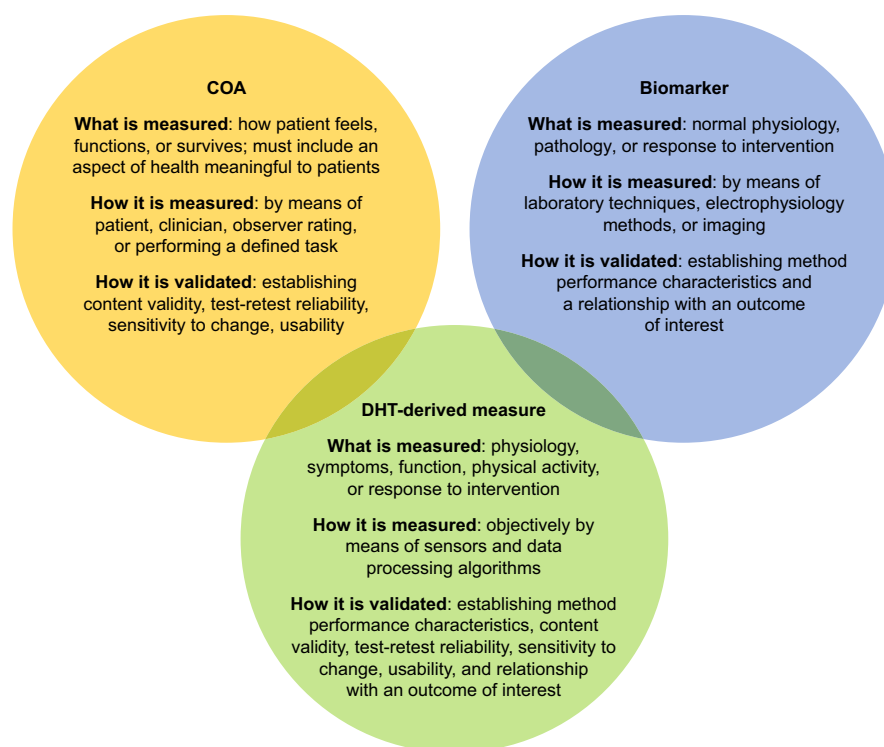 COA
What is measured: how patient feels,
functions, or survives; must include an
aspect of health meaningful to patients
How it is measured: by means of
patient, clinician, observer rating,
or performing a defined task
How it is validated: establishing
content validity, test-retest reliability,
sensitivity to change, usability
Biomarker
What is measured: normal physiology,
pathology, or response to intervention
How it is measured: by means of
laboratory techniques, electrophysiology
methods, or imaging
How it is validated: establishing method
performance characteristics and
a relationship with an outcome
of interest
DHT-derived measure
What is measured: physiology,
symptoms, function, physical activity,
or response to intervention
How it is measured: objectively by
means of sensors and data
processing algorithms
How it is validated: establishing method
performance characteristics, content
validity, test-retest reliability, sensitivity to
change, usability, and relationship
with an outcome of interest